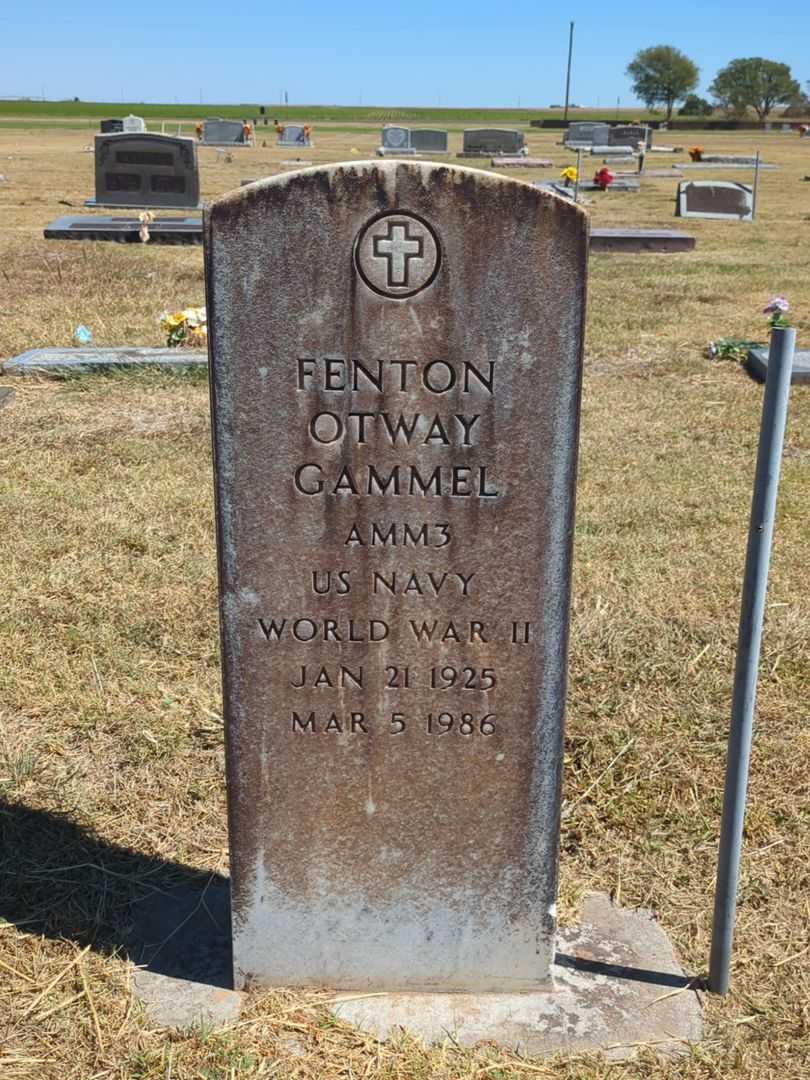 FENTON
OTWAY
GAMMEL
AMM3
US NAVY
WORLD WAR II
JAN 21 1925
MAR 5 1986